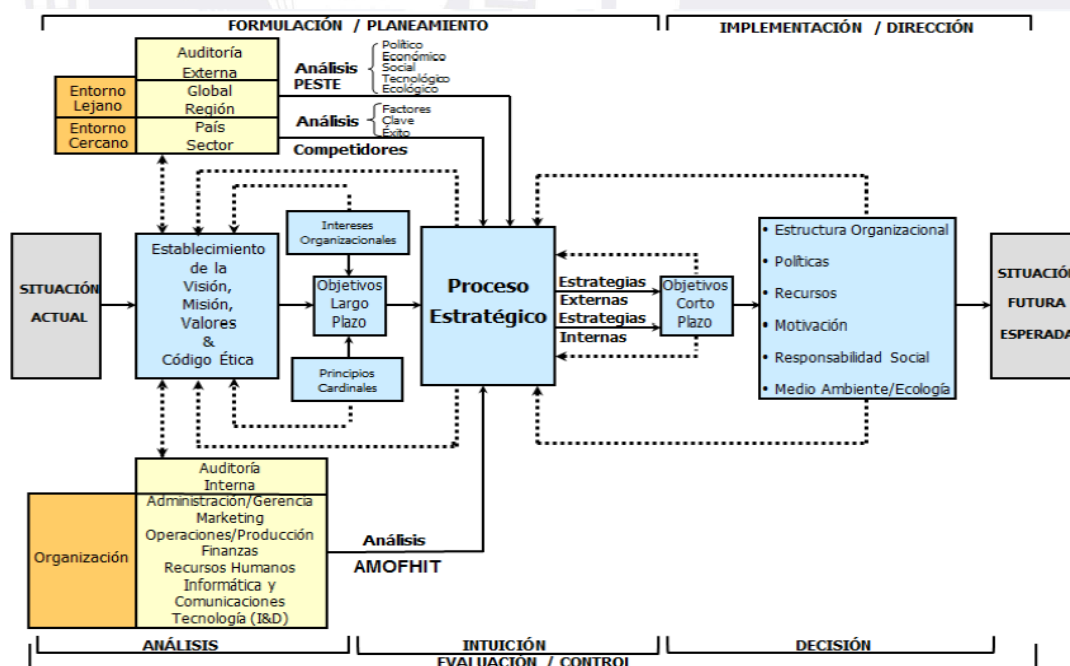 FORMULACIÓN / PLANEAMIENTO
IMPLEMENTACIÓN / DIRECCIÓN
Auditoría
Externa
Entorno
Lejano
Global
Región
Entorno
Cercano
País
Sector
Análisis
PESTE
Político
Económico
Social
Tecnológico
Ecológico
Análisis
Competidores
Factores
Clave
Éxito
SITUACIÓN
ACTUAL
Establecimiento
de la
Visión,
Misión,
Valores
&
Código Ética
Intereses
Organizacionales
Objetivos
Largo
Plazo
Principios
Cardinales
Proceso
Estratégico
Estrategias
Externas
Estrategias
Internas
Objetivos
Corto
Plazo
• Estructura Organizacional
• Políticas
• Recursos
• Motivación
• Responsabilidad Social
• Medio Ambiente/Ecología
SITUACIÓN
FUTURA
ESPERADA
Auditoría
Interna
Organización
Administración/Gerencia
Marketing
Operaciones/Producción
Finanzas
Recursos Humanos
Informática y
Comunicaciones
Tecnología (I&D)
Análisis
AMOFHIT
ANÁLISIS
INTUICIÓN
DECISIÓN
EVALUACIÓN / CONTROL